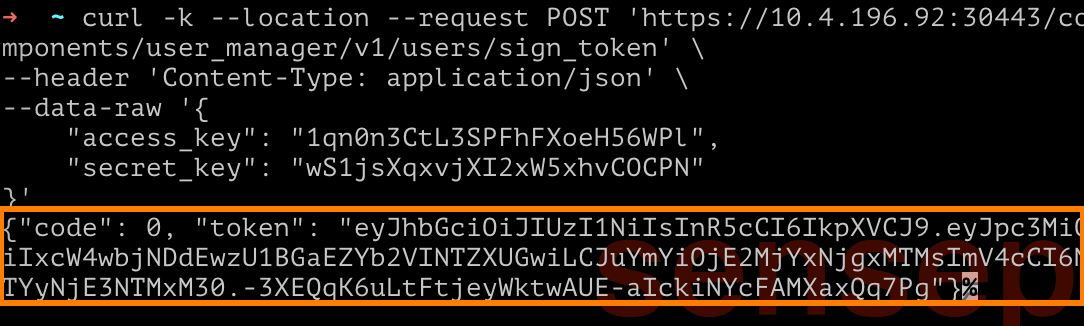 → ~ curl -k --location --request POST 'https://10.4.196.92:30443/co
mponents/user_manager/v1/users/sign_token' \
--header 'Content-Type: application/json' \
--data-raw '{
    "access_key": "1qn0n3CtL3SPFhFXoeH56WPl",
    "secret_key": "wS1jsXqxvjXI2xW5xhvCOCPN"
}'
{"code": 0, "token": "eyJhbGciOiJIUzI1NiIsInR5cCI6IkpXVCJ9.eyJpc3MiO
iIxcW4wbjNDdEwzU1BGaEZYb2VINTZXUGwiLCJuYmYiOjE2MjYxNjgxMTMsImV4cCI6M
TYyNjE3NTMxM30.-3XEQqK6uLtFtjeyWktwAUE-aIckiNYcFAMXaxQq7Pg"}%
sensep